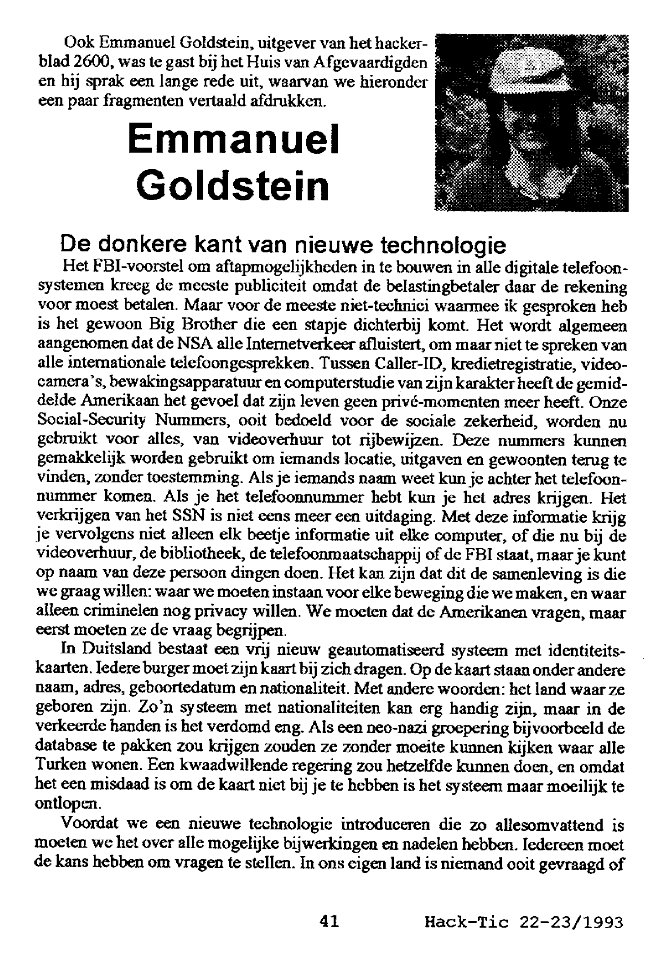 Ook Emmanuel Goldstein, uitgever van het hacker-
blad 2600, was te gast bij het Huis van Afgevaardigden
en hij sprak een lange rede uit, waarvan we hieronder
een paar fragmenten vertaald afdrukken.
Emmanuel
Goldstein
De donkere kant van nieuwe technologie
Het FBI-voorstel om aftapmogelijkheden in te bouwen in alle digitale telefoon-
systemen kreeg de meeste publiciteit omdat de belastingbetaler daar de rekening
voor moest betalen. Maar voor de meeste niet-technici waarmee ik gesproken heb
is het gewoon Big Brother die een stapje dichterbij komt. Het wordt algemeen
aangenomen dat de NSA alle Internetverkeer afluistert, om maar niet te spreken van
alle internationale telefoongesprekken. Tussen Caller-ID, kredietregistratie, video-
camera's, bewakingsapparatuur en computerstudie van zijn karakter heeft de gemid-
delde Amerikaan het gevoel dat zijn leven geen privé-momenten meer heeft. Onze
Social-Security Nummers, ooit bedoeld voor de sociale zekerheid, worden nu
gebruikt voor alles, van videoverhuur tot rijbewijzen. Deze nummers kunnen
gemakkelijk worden gebruikt om iemands locatie, uitgaven en gewoonten terug te
vinden, zonder toestemming. Als je iemands naam weet kun je achter het telefoon-
nummer komen. Als je het telefoonnummer hebt kun je het adres krijgen. Het
verkrijgen van het SSN is niet eens meer een uitdaging. Met deze informatie krijg
je vervolgens niet alleen elk beetje informatie uit elke computer, of die nu bij de
videoverhuur, de bibliotheek, de telefoonmaatschappij of de FBI staat, maar je kunt
op naam van deze persoon dingen doen. Het kan zijn dat dit de samenleving is die
we graag willen: waar we moeten instaan voor elke beweging die we maken, en waar
alleen criminelen nog privacy willen. We moeten dat de Amerikanen vragen, maar
eerst moeten ze de vraag begrijpen.
In Duitsland bestaat een vrij nieuw geautomatiseerd systeem met identiteits-
kaarten. Iedere burger moet zijn kaart bij zich dragen. Op de kaart staan onder andere
naam, adres, geboortedatum en nationaliteit. Met andere woorden: het land waar ze
geboren zijn. Zo'n systeem met nationaliteiten kan erg handig zijn, maar in de
verkeerde handen is het verdomd eng. Als een neo-nazi groepering bijvoorbeeld de
database te pakken zou krijgen zouden ze zonder moeite kunnen kijken waar alle
Turken wonen. Een kwaadwillende regering zou hetzelfde kunnen doen, en omdat
het een misdaad is om de kaart niet bij je te hebben is het systeem maar moeilijk te
ontlopen.
Voordat we een nieuwe technologie introduceren die zo allesomvattend is
moeten we het over alle mogelijke bijwerkingen en nadelen hebben. Iedereen moet
de kans hebben om vragen te stellen. In ons eigen land is niemand ooit gevraagd of
41 Hack-Tic 22-23/1993